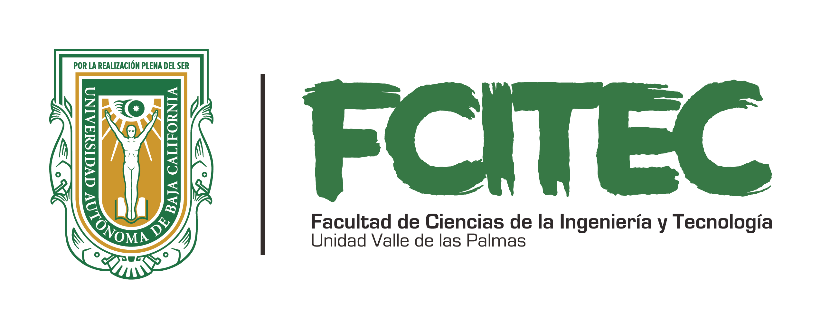 POR LA REALIZACIÓN PLENA DEL SER
UNIVERSIDAD AUTÓNOMA DE BAJA CALIFORNIA
FCITEC
Facultad de Ciencias de la Ingeniería y Tecnología
Unidad Valle de las Palmas